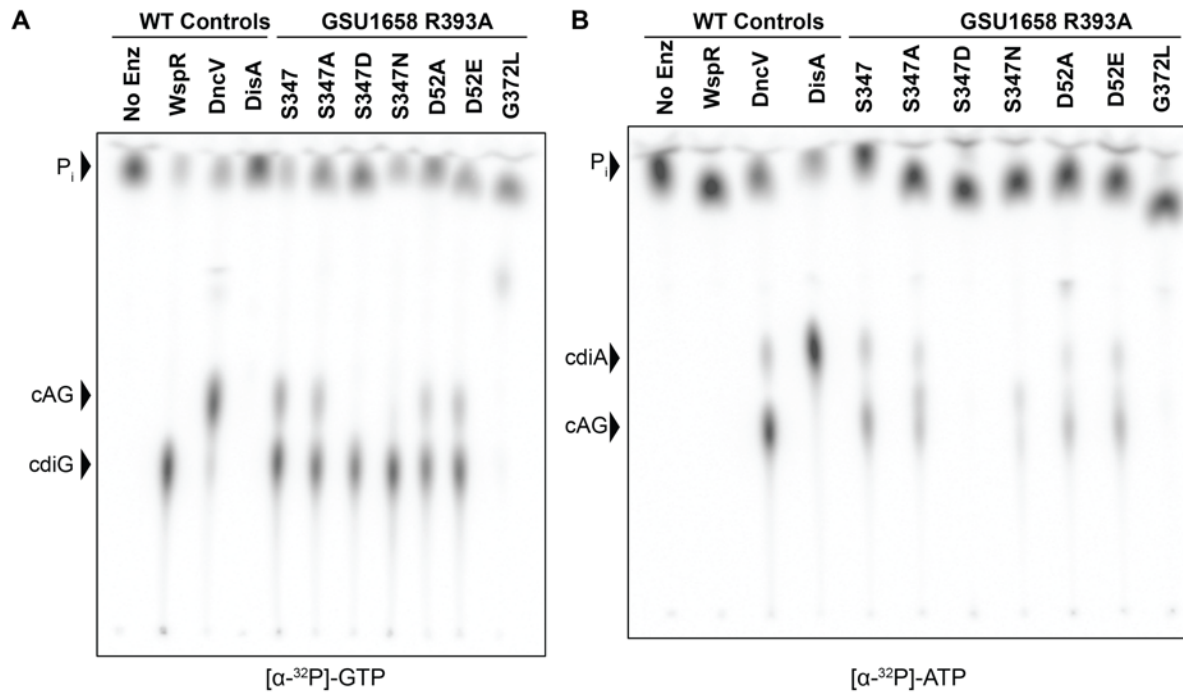 A
WT Controls
GSU1658 R393A
No Enz
WspR
DncV
DisA
S347
S347A
S347D
S347N
D52A
D52E
G372L
Pi
cAG
cdiG
[α-³²P]-GTP
B
WT Controls
GSU1658 R393A
No Enz
WspR
DncV
DisA
S347
S347A
S347D
S347N
D52A
D52E
G372L
Pi
cdiA
cAG
[α-³²P]-ATP